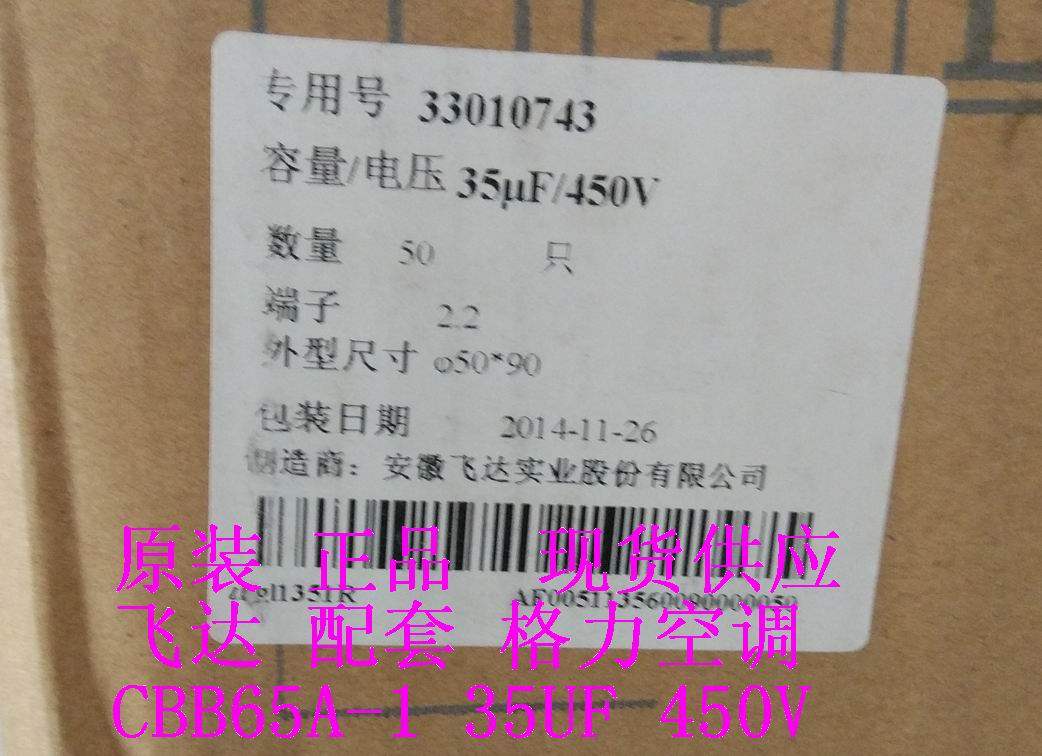 专用号 33010743
容量/电压 35μF/450V
数量 50 只
端子 2.2
外型尺寸 φ50*90
包装日期 2014-11-26
制造商：安徽飞达实业股份有限公司
原装 正品 现货供应
飞达 配套 格力空调
CBB65A-1 35UF 450V